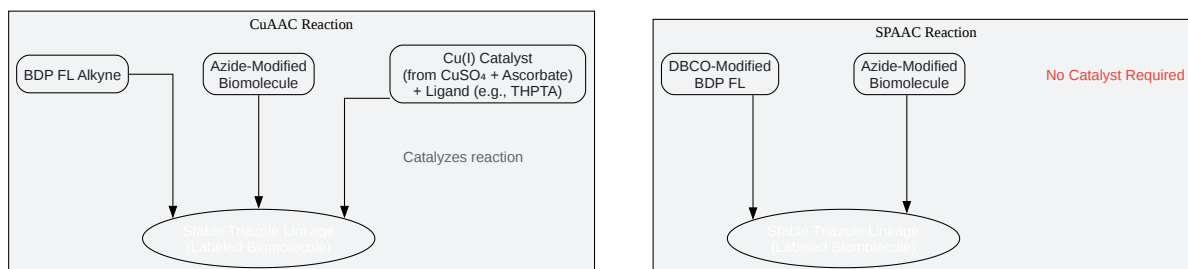 CuAAC Reaction
BDP FL Alkyne
Azide-Modified
Biomolecule
Cu(I) Catalyst
(from CuSO₄ + Ascorbate)
+ Ligand (e.g., THPTA)
Catalyzes reaction
Stable Triazole Linkage
(Labeled Biomolecule)
SPAAC Reaction
DBCO-Modified
BDP FL
Azide-Modified
Biomolecule
No Catalyst Required
Stable Triazole Linkage
(Labeled Biomolecule)